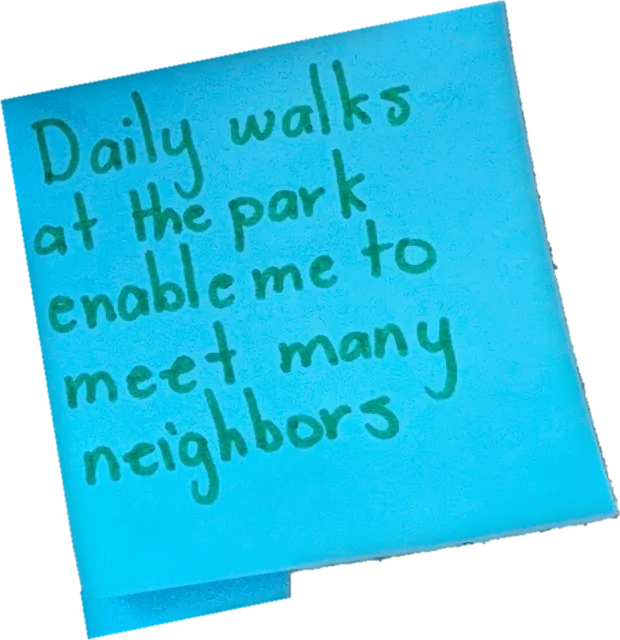 Daily walks
at the park
enable me to
meet many
neighbors